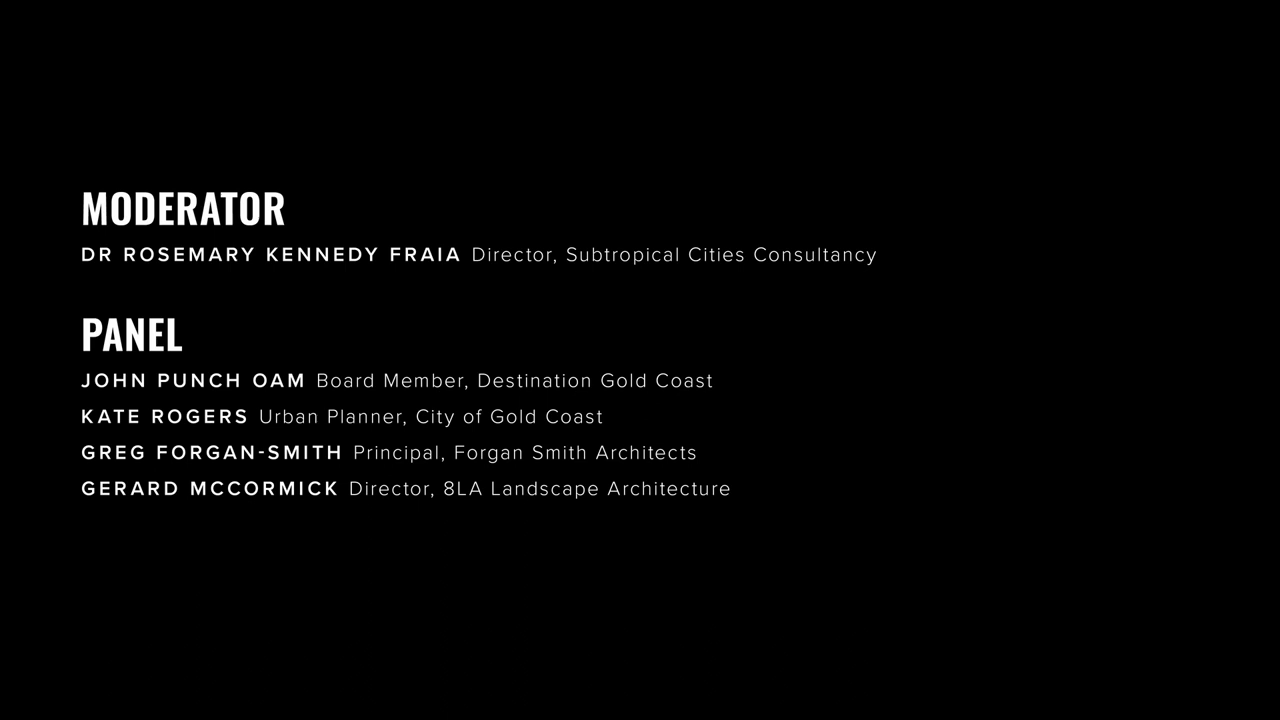 MODERATOR
DR ROSEMARY KENNEDY FRAIA Director, Subtropical Cities Consultancy
PANEL
JOHN PUNCH OAM Board Member, Destination Gold Coast
KATE ROGERS Urban Planner, City of Gold Coast
GREG FORGAN-SMITH Principal, Forgan Smith Architects
GERARD MCCORMICK Director, 8LA Landscape Architecture